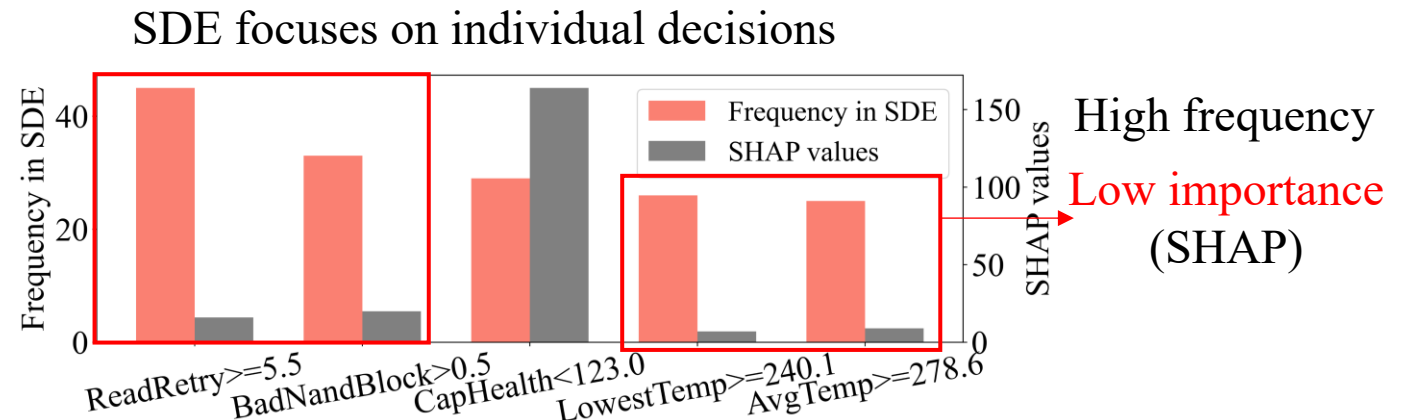 SDE focuses on individual decisions
Frequency in SDE
40
20
0
Frequency in SDE
SHAP values
150
100
50
0
SHAP values
ReadRetry>=5.5
BadNandBlock>0.5
CapHealth<123.0
LowestTemp>=240.1
AvgTemp>=278.6
High frequency
Low importance
(SHAP)